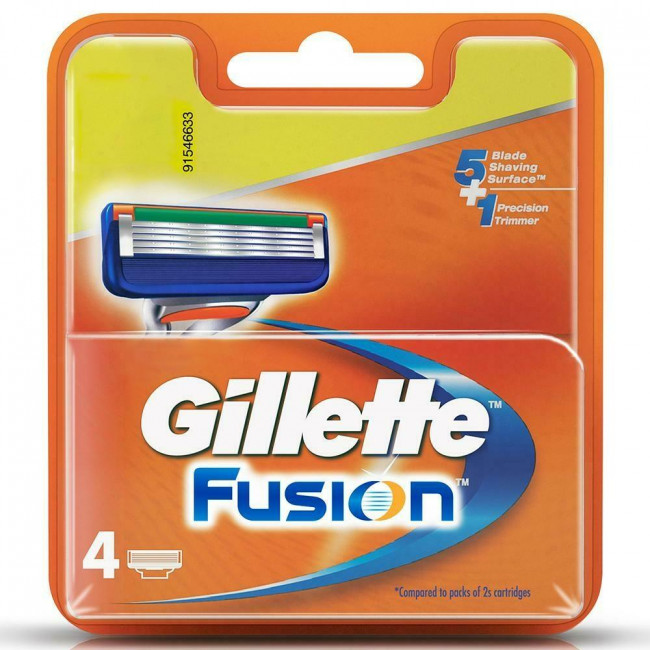 91546633
5 Blade
Shaving
Surface™
+1 Precision
Trimmer
Gillette™
Fusion™
4
*Compared to packs of 2s cartridges